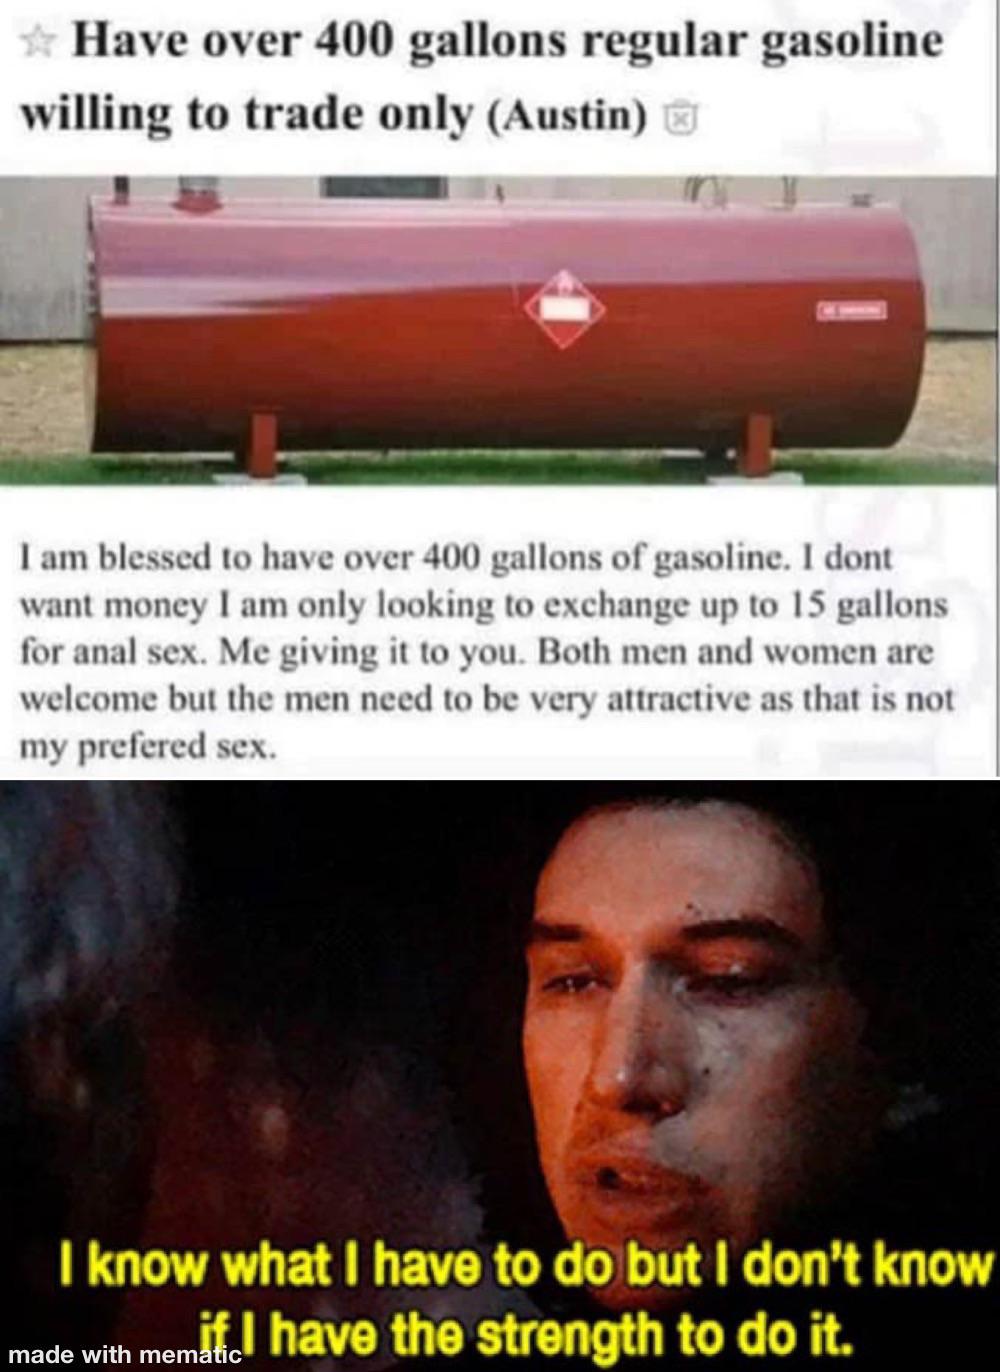 Have over 400 gallons regular gasoline
willing to trade only (Austin)
I am blessed to have over 400 gallons of gasoline. I dont
want money I am only looking to exchange up to 15 gallons
for anal sex. Me giving it to you. Both men and women are
welcome but the men need to be very attractive as that is not
my prefered sex.
I know what I have to do but I don't know
if I have the strength to do it.
made with mematic